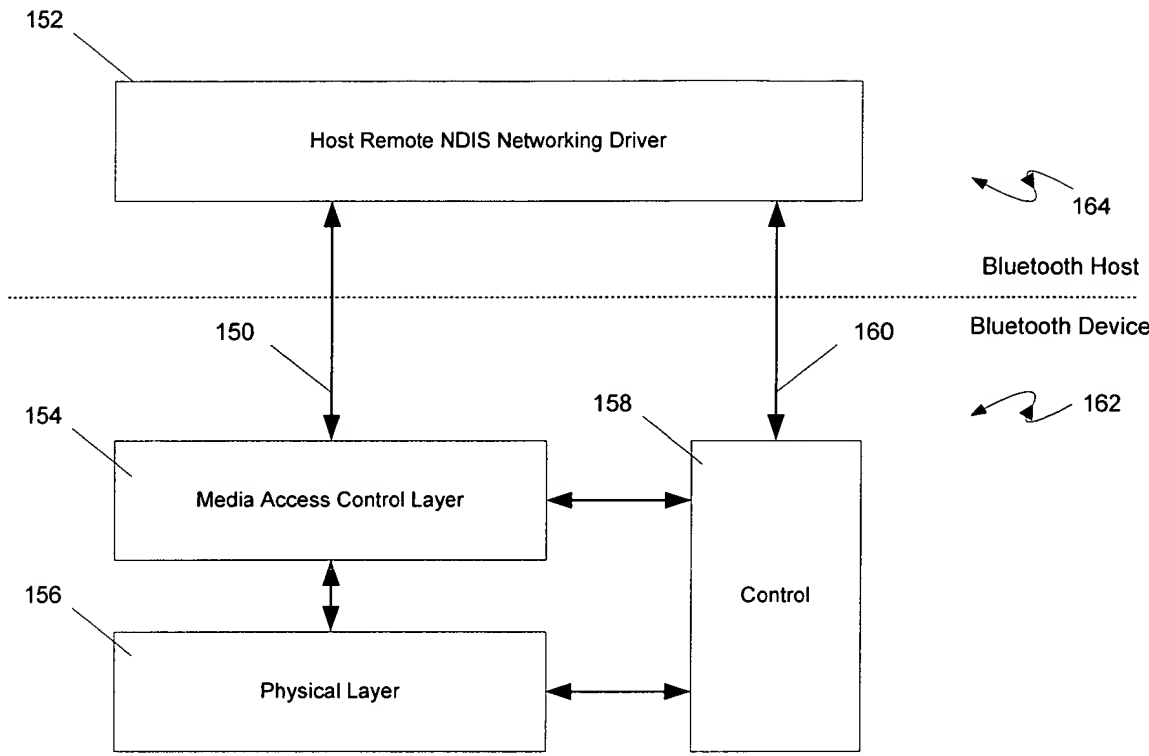 152
Host Remote NDIS Networking Driver
164
Bluetooth Host
Bluetooth Device
150
160
162
154
158
Media Access Control Layer
156
Control
Physical Layer